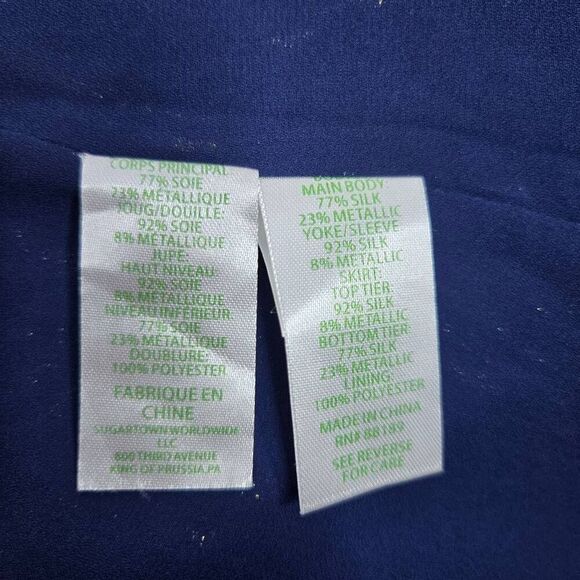 CORPS PRINCIPAL
77% SOIE
23% METALLIQUE
JOUG/DOUILLE:
92% SOIE
8% METALLIQUE
JUPE:
HAUT NIVEAU:
92% SOIE
8% METALLIQUE
NIVEAU INFÉRIEUR:
77% SOIE
23% METALLIQUE
DOUBLURE:
100% POLYESTER
FABRIQUE EN
CHINE
SUGARTOWN WORLDWIDE
LLC
800 THIRD AVENUE
KING OF PRUSSIA,PA
MAIN BODY:
77% SILK
23% METALLIC
YOKE/SLEEVE
92% SILK
8% METALLIC
SKIRT:
TOP TIER:
92% SILK
8% METALLIC
BOTTOM TIER:
77% SILK
23% METALLIC
LINING:
100% POLYESTER
MADE IN CHINA
RN# 88189
SEE REVERSE
FOR CARE